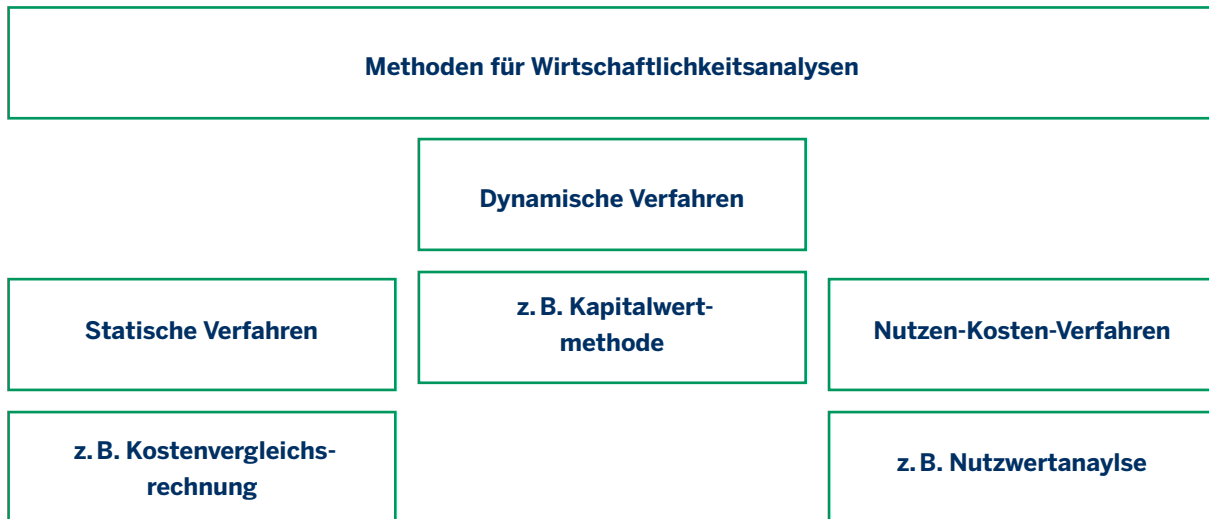 Methoden für Wirtschaftlichkeitsanalysen
Dynamische Verfahren
z. B. Kapitalwert-
methode
Statische Verfahren
Nutzen-Kosten-Verfahren
z. B. Kostenvergleichs-
rechnung
z. B. Nutzwertanaylse